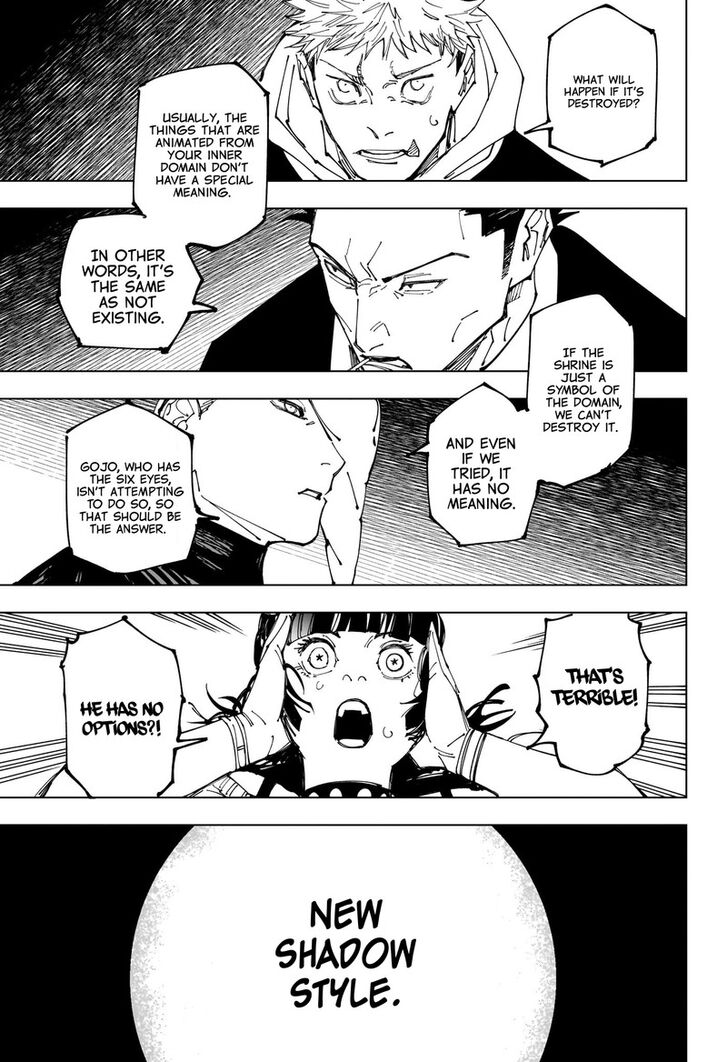 WHAT WILL
HAPPEN IF IT'S
DESTROYED?
USUALLY, THE
THINGS THAT ARE
ANIMATED FROM
YOUR INNER
DOMAIN DON'T
HAVE A SPECIAL
MEANING.
IN OTHER
WORDS, IT'S
THE SAME
AS NOT
EXISTING.
IF THE
SHRINE IS
JUST A
SYMBOL OF
THE DOMAIN,
WE CAN'T
DESTROY IT.
AND EVEN
IF WE
TRIED, IT
HAS NO
MEANING.
GOJO, WHO HAS
THE SIX EYES,
ISN'T ATTEMPTING
TO DO SO, SO
THAT SHOULD BE
THE ANSWER.
THAT'S
TERRIBLE!
HE HAS NO
OPTIONS?!
NEW
SHADOW
STYLE.